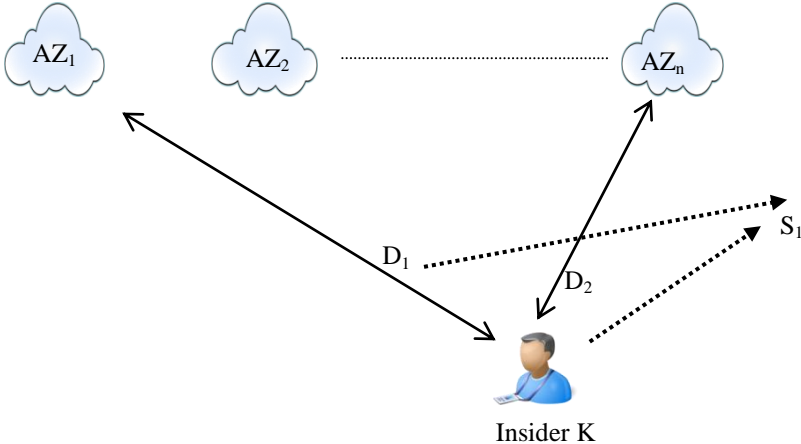 AZ₁
AZ₂
AZₙ
S₁
D₁
D₂
Insider K